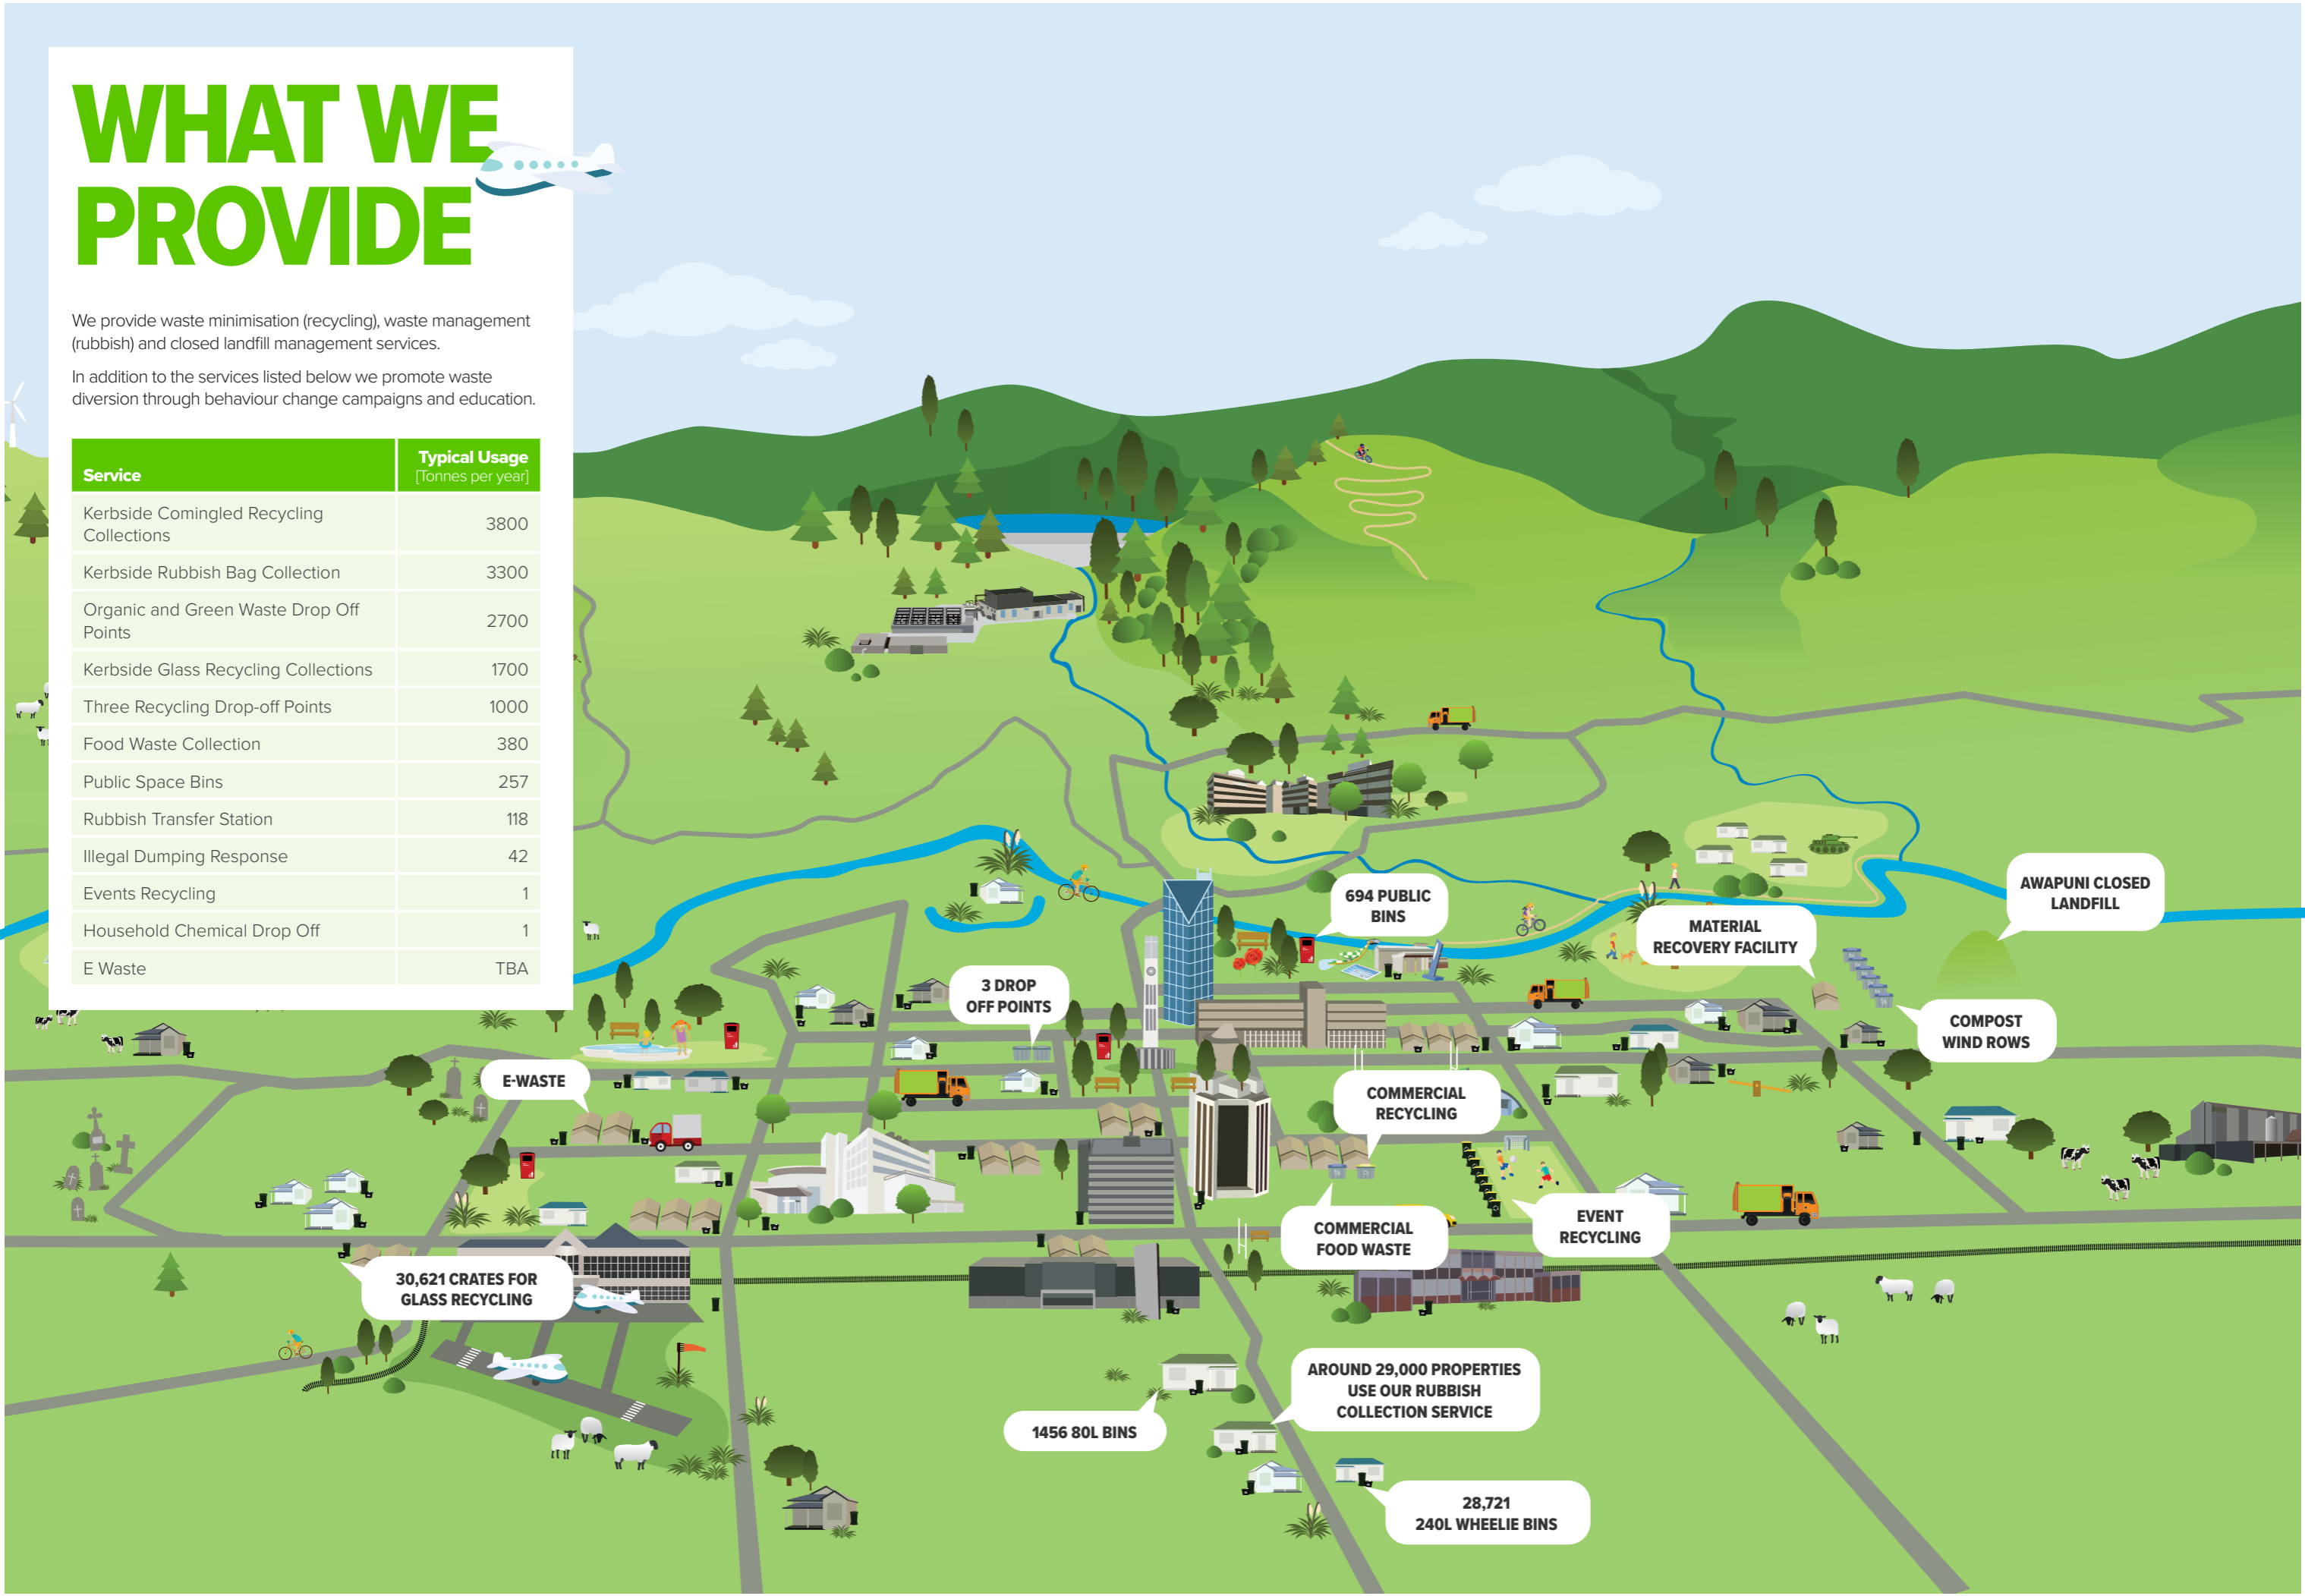 WHAT WE
PROVIDE
We provide waste minimisation (recycling), waste management
(rubbish) and closed landfill management services.
In addition to the services listed below we promote waste
diversion through behaviour change campaigns and education.
Service
Typical Usage
[Tonnes per year]
Kerbside Comingled Recycling
Collections
3800
Kerbside Rubbish Bag Collection
3300
Organic and Green Waste Drop Off
Points
2700
Kerbside Glass Recycling Collections
1700
Three Recycling Drop-off Points
1000
Food Waste Collection
380
Public Space Bins
257
Rubbish Transfer Station
118
Illegal Dumping Response
42
Events Recycling
1
Household Chemical Drop Off
1
E Waste
TBA
694 PUBLIC
BINS
AWAPUNI CLOSED
LANDFILL
MATERIAL
RECOVERY FACILITY
3 DROP
OFF POINTS
COMPOST
WIND ROWS
E-WASTE
COMMERCIAL
RECYCLING
COMMERCIAL
FOOD WASTE
EVENT
RECYCLING
30,621 CRATES FOR
GLASS RECYCLING
AROUND 29,000 PROPERTIES
USE OUR RUBBISH
COLLECTION SERVICE
1456 80L BINS
28,721
240L WHEELIE BINS